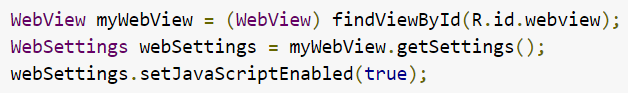 WebView myWebView = (WebView) findViewById(R.id.webview);
WebSettings webSettings = myWebView.getSettings();
webSettings.setJavaScriptEnabled(true);